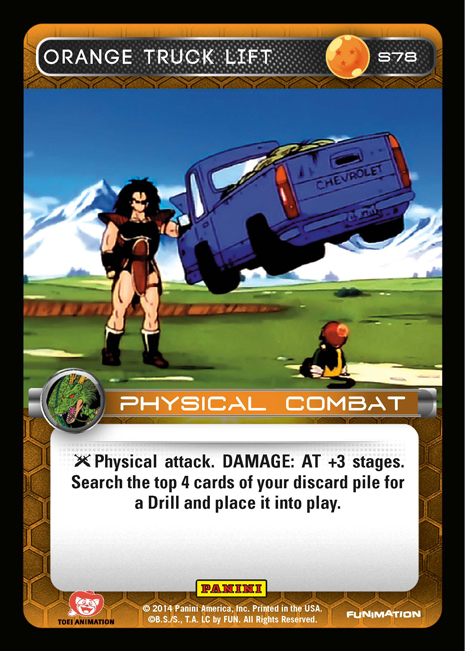 ORANGE TRUCK LIFT
S78
CHEVROLET
PHYSICAL COMBAT
Physical attack. DAMAGE: AT +3 stages.
Search the top 4 cards of your discard pile for
a Drill and place it into play.
PANINI
© 2014 Panini America, Inc. Printed in the USA.
©B.S./S., T.A. LC by FUN. All Rights Reserved.
TOEI ANIMATION
FUNIMATION